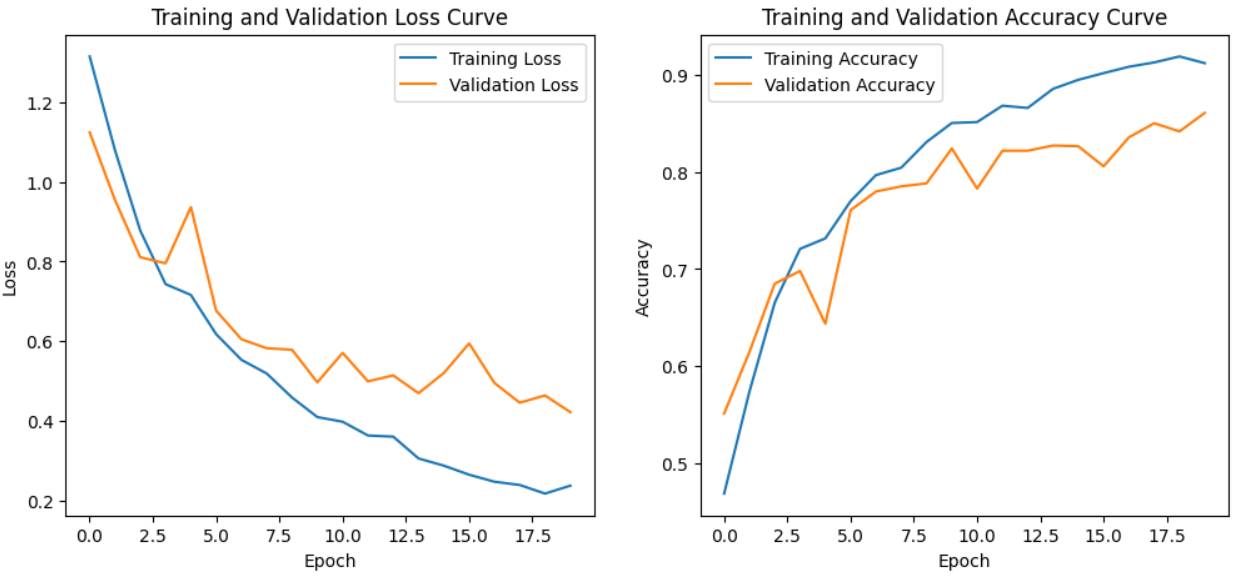 Training and Validation Loss Curve
Training Loss
Validation Loss
1.2
1.0
0.8
0.6
0.4
0.2
Loss
0.0 2.5 5.0 7.5 10.0 12.5 15.0 17.5
Epoch
Training and Validation Accuracy Curve
Training Accuracy
Validation Accuracy
0.9
0.8
0.7
0.6
0.5
Accuracy
0.0 2.5 5.0 7.5 10.0 12.5 15.0 17.5
Epoch